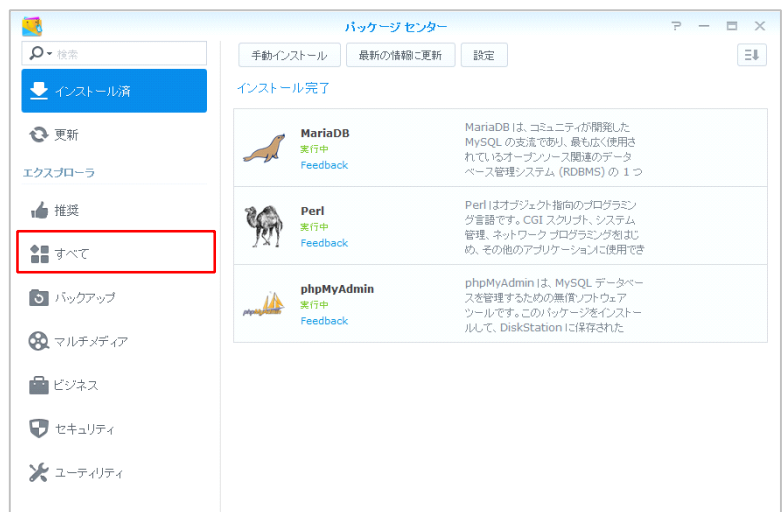 パッケージ センター
検索
手動インストール
最新の情報に更新
設定
インストール済
更新
エクスプローラ
推奨
すべて
バックアップ
マルチメディア
ビジネス
セキュリティ
ユーティリティ
インストール完了
MariaDB
実行中
Feedback
MariaDB は、コミュニティが開発した
MySQL の支流であり、最も広く使用さ
れているオープンソース関連のデータ
ベース管理システム (RDBMS) の 1 つ
Perl
実行中
Feedback
Perl はオブジェクト指向のプログラミン
グ言語です。CGI スクリプト、システム
管理、ネットワーク プログラミングをはじ
め、その他のアプリケーションに使用でき
phpMyAdmin
実行中
Feedback
phpMyAdmin は、MySQL データベー
スを管理するための無償ソフトウェア
ツールです。このパッケージをインストー
ルして、DiskStation に保存された